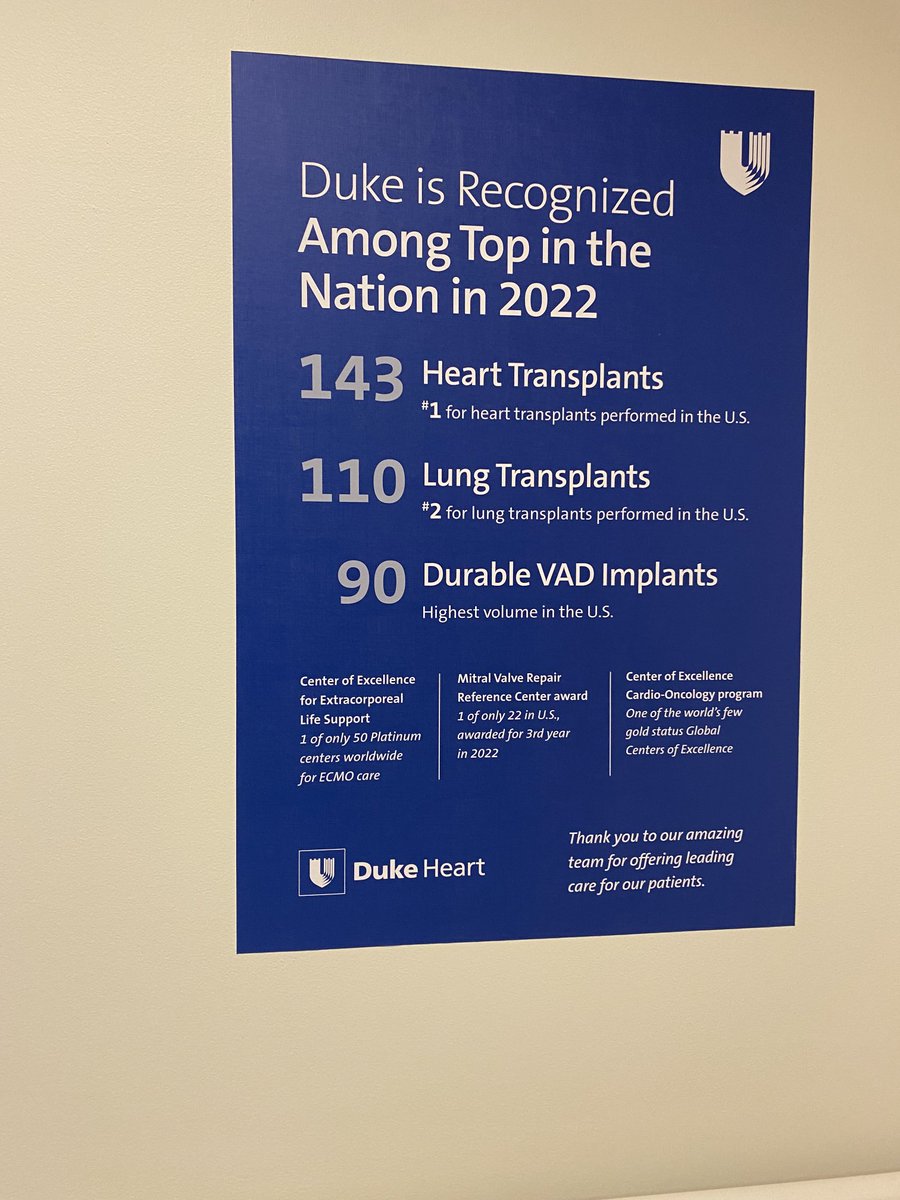 Duke is Recognized
Among Top in the
Nation in 2022
143 Heart Transplants
#1 for heart transplants performed in the U.S.
110 Lung Transplants
#2 for lung transplants performed in the U.S.
90 Durable VAD Implants
Highest volume in the U.S.
Center of Excellence
for Extracorporeal
Life Support
1 of only 50 Platinum
centers worldwide
for ECMO care
Mitral Valve Repair
Reference Center award
1 of only 22 in U.S.,
awarded for 3rd year
in 2022
Center of Excellence
Cardio-Oncology program
One of the world's few
gold status Global
Centers of Excellence
Duke Heart
Thank you to our amazing
team for offering leading
care for our patients.